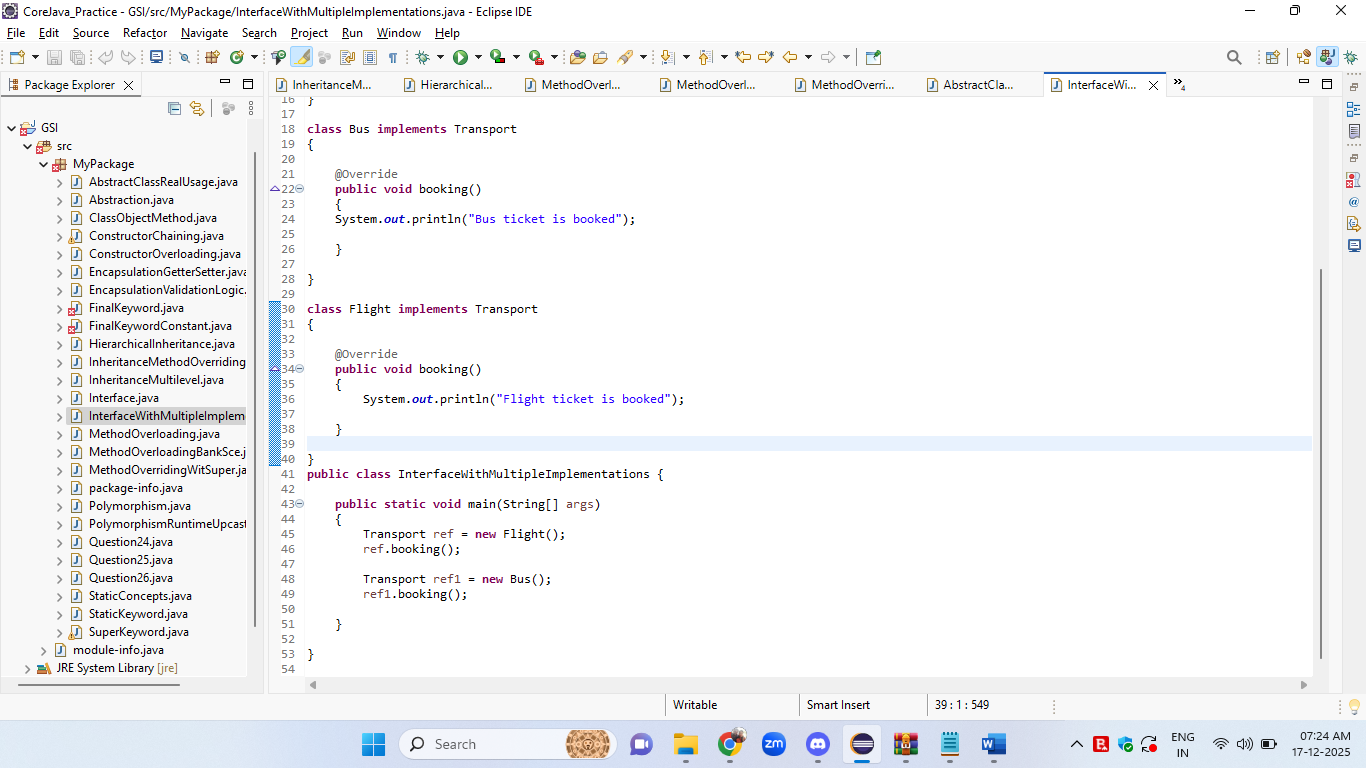 CoreJava_Practice - GSI/src/MyPackage/InterfaceWithMultipleImplementations.java - Eclipse IDE
File Edit Source Refactor Navigate Search Project Run Window Help
Package Explorer
GSI
src
MyPackage
AbstractClassRealUsage.java
Abstraction.java
ClassObjectMethod.java
ConstructorChaining.java
ConstructorOverloading.java
EncapsulationGetterSetter.java
EncapsulationValidationLogic.
FinalKeyword.java
FinalKeywordConstant.java
HierarchicalInheritance.java
InheritanceMethodOverriding
InheritanceMultilevel.java
Interface.java
InterfaceWithMultipleImplem
MethodOverloading.java
MethodOverloadingBankSce.j
MethodOverridingWitSuper.ja
package-info.java
Polymorphism.java
PolymorphismRuntimeUpcast
Question24.java
Question25.java
Question26.java
StaticConcepts.java
StaticKeyword.java
SuperKeyword.java
module-info.java
JRE System Library [jre]
InheritanceM... Hierarchical... MethodOverl... MethodOverl... MethodOverri... AbstractCla... InterfaceWi... »4
16 }
17
18 class Bus implements Transport
19 {
20
21 @Override
22 public void booking()
23 {
24 System.out.println("Bus ticket is booked");
25
26 }
27
28 }
29
30 class Flight implements Transport
31 {
32
33 @Override
34 public void booking()
35 {
36 System.out.println("Flight ticket is booked");
37
38 }
39
40 }
41 public class InterfaceWithMultipleImplementations {
42
43 public static void main(String[] args)
44 {
45 Transport ref = new Flight();
46 ref.booking();
47
48 Transport ref1 = new Bus();
49 ref1.booking();
50
51 }
52
53 }
54
Writable Smart Insert 39 : 1 : 549
Search
zm
W
ENG
IN
07:24 AM
17-12-2025